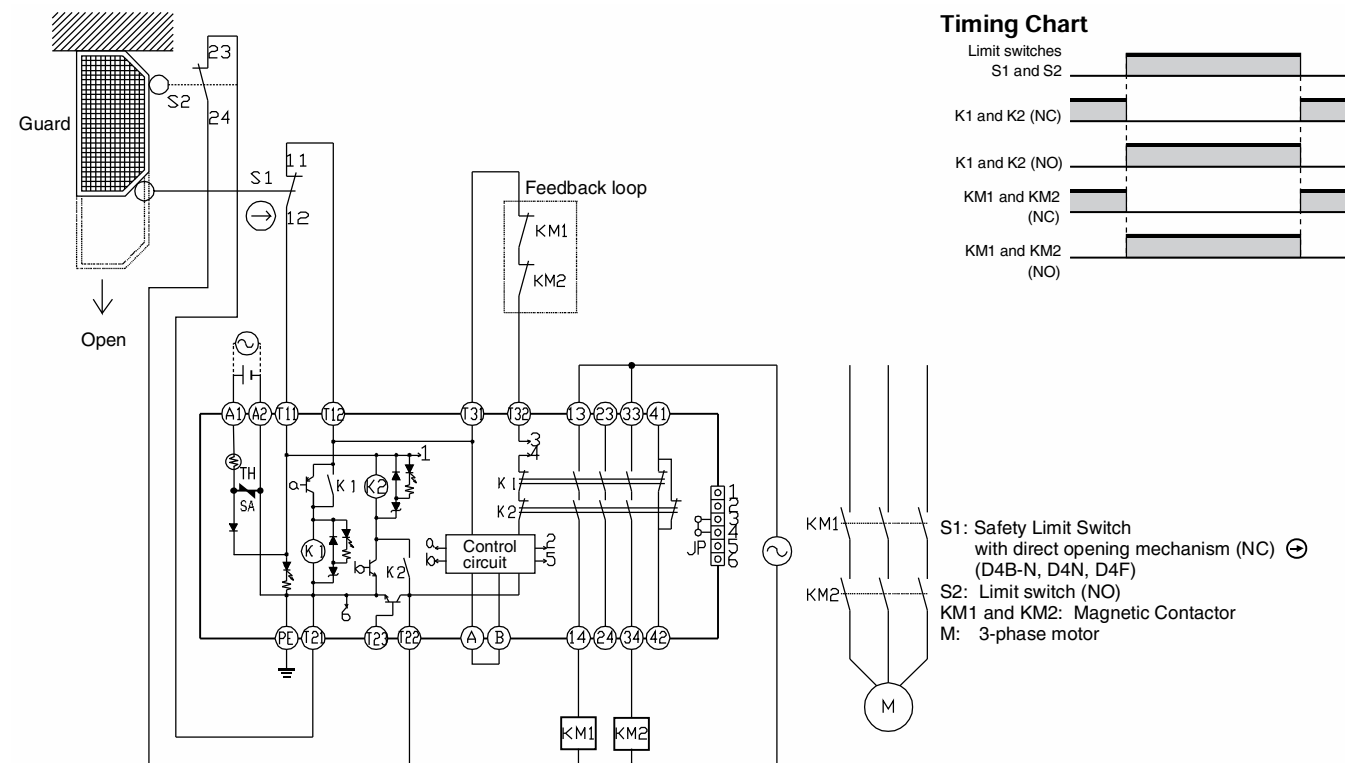 Timing Chart
Limit switches
S1 and S2
K1 and K2 (NC)
K1 and K2 (NO)
KM1 and KM2
(NC)
KM1 and KM2
(NO)
Guard
Open
23
S2
24
11
S1
12
Feedback loop
KM1
KM2
A1 A2 T11 T12 T31 T32 13 23 33 41
1
3
4
TH
SA
a
K1
K2
K1
K2
K1
b
K2
a
b
Control
circuit
2
5
6
JP
1
2
3
4
5
6
PE T21 T23 T22 A B 14 24 34 42
KM1 KM2
KM1
KM2
M
S1: Safety Limit Switch
with direct opening mechanism (NC)
(D4B-N, D4N, D4F)
S2: Limit switch (NO)
KM1 and KM2: Magnetic Contactor
M: 3-phase motor